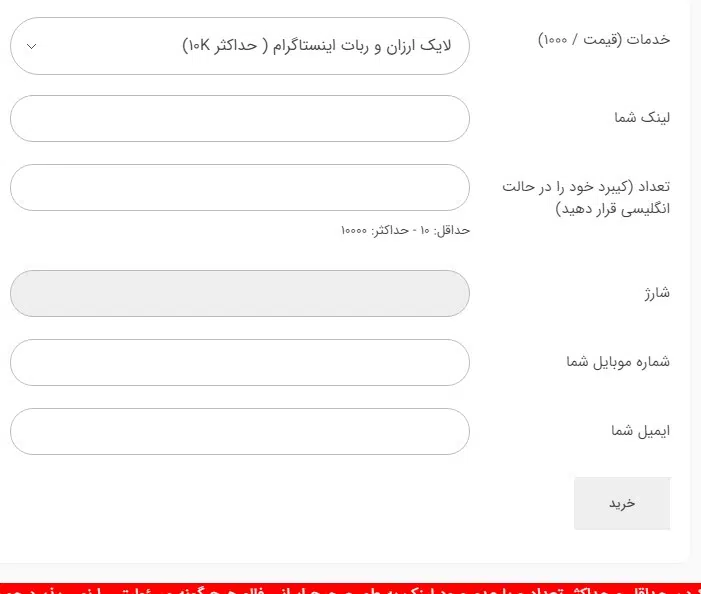 خدمات (قیمت / ۱۰۰۰)
لایک ارزان و ربات اینستاگرام ( حداکثر ۱۰K)
لینک شما
تعداد (کیبرد خود را در حالت
انگلیسی قرار دهید)
حداقل: ۱۰ - حداکثر: ۱۰۰۰۰
شارژ
شماره موبایل شما
ایمیل شما
خرید